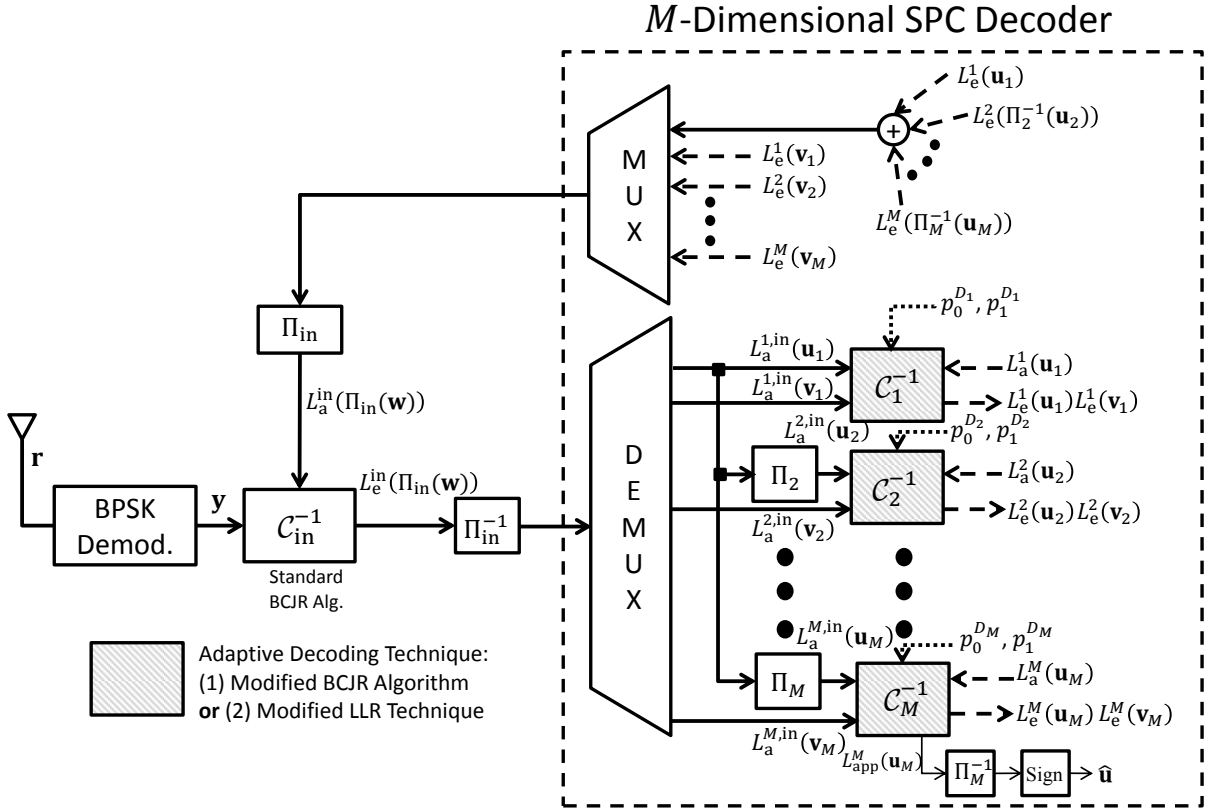 M-Dimensional SPC Decoder
L_e^1(u_1)
L_e^2(Π_2^{-1}(u_2))
+
L_e^M(Π_M^{-1}(u_M))
MUX
L_e^1(v_1)
L_e^2(v_2)
L_e^M(v_M)
Π_in
L_a^in(Π_in(w))
r
BPSK
Demod.
y
C_in^{-1}
Standard
BCJR Alg.
L_e^in(Π_in(w))
Π_in^{-1}
DEMUX
p_0^{D_1}, p_1^{D_1}
L_a^{1,in}(u_1)
L_a^{1,in}(v_1)
C_1^{-1}
L_a^1(u_1)
L_e^1(u_1) L_e^1(v_1)
p_0^{D_2}, p_1^{D_2}
L_a^{2,in}(u_2)
Π_2
L_a^{2,in}(v_2)
C_2^{-1}
L_a^2(u_2)
L_e^2(u_2) L_e^2(v_2)
p_0^{D_M}, p_1^{D_M}
L_a^{M,in}(u_M)
Π_M
L_a^{M,in}(v_M)
C_M^{-1}
L_a^M(u_M)
L_e^M(u_M) L_e^M(v_M)
L_app^M(u_M)
Π_M^{-1}
Sign
û
Adaptive Decoding Technique:
(1) Modified BCJR Algorithm
or (2) Modified LLR Technique